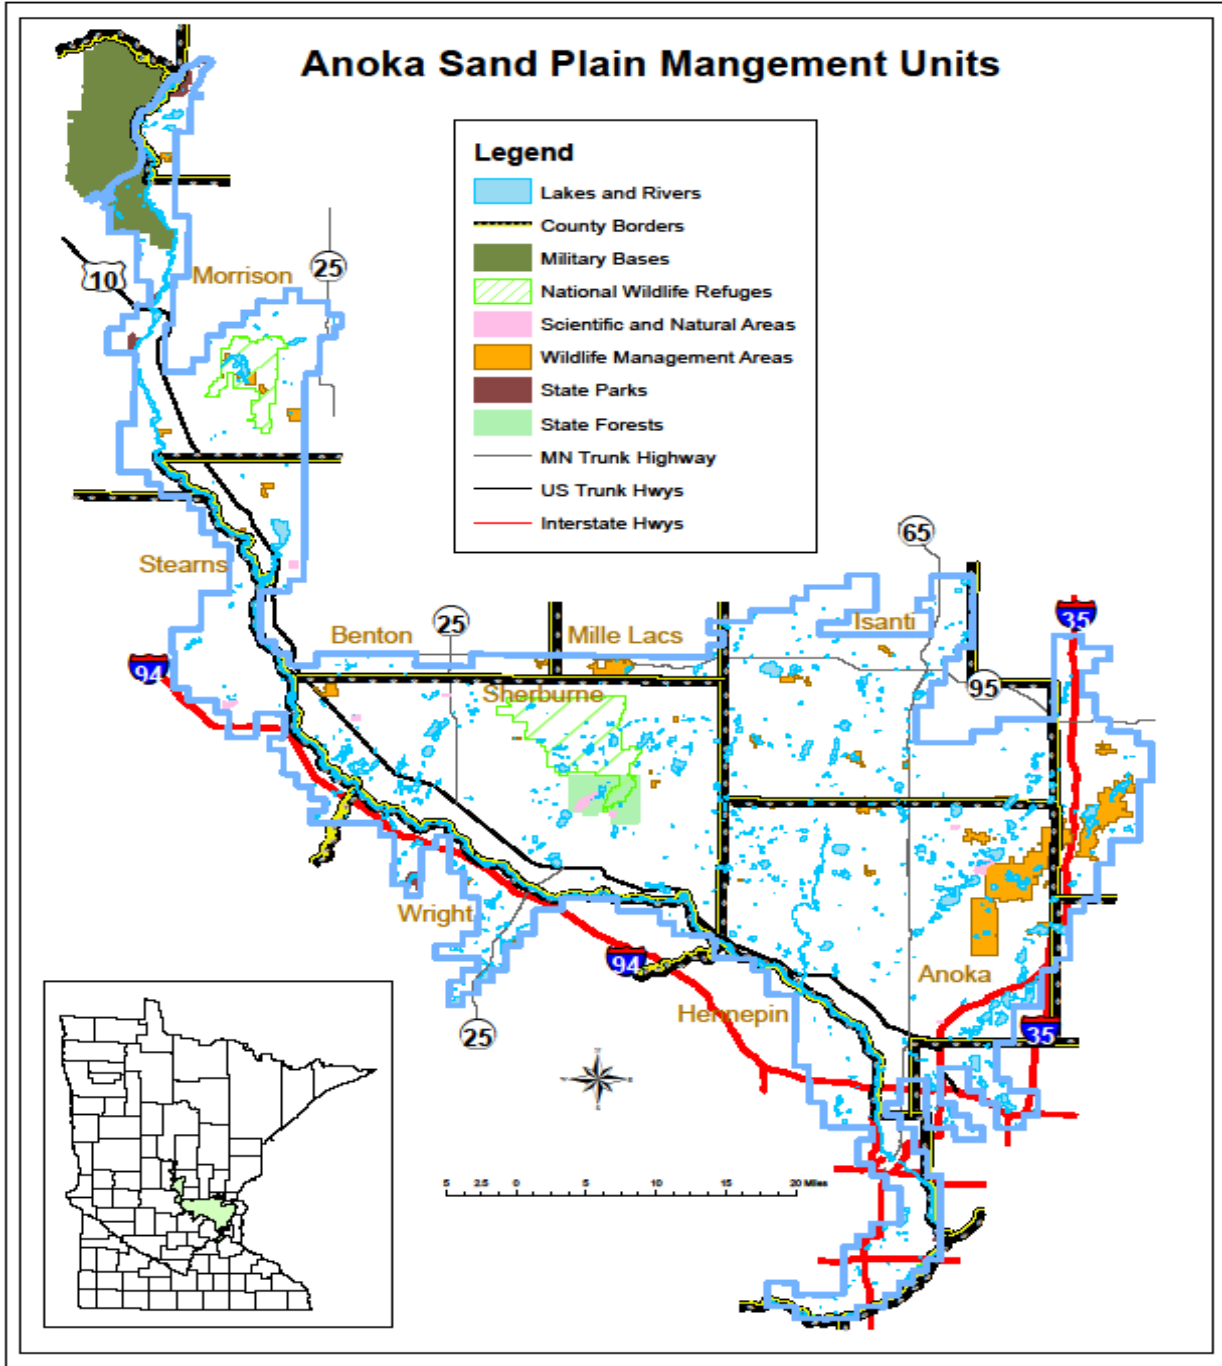 Anoka Sand Plain Mangement Units
Legend
Lakes and Rivers
County Borders
Military Bases
National Wildlife Refuges
Scientific and Natural Areas
Wildlife Management Areas
State Parks
State Forests
MN Trunk Highway
US Trunk Hwys
Interstate Hwys
10
Morrison
25
65
Stearns
Benton
25
Mille Lacs
Isanti
35
94
Sherburne
95
Wright
94
Anoka
Hennepin
25
35
5 2.5 0 5 10 15 20 Miles